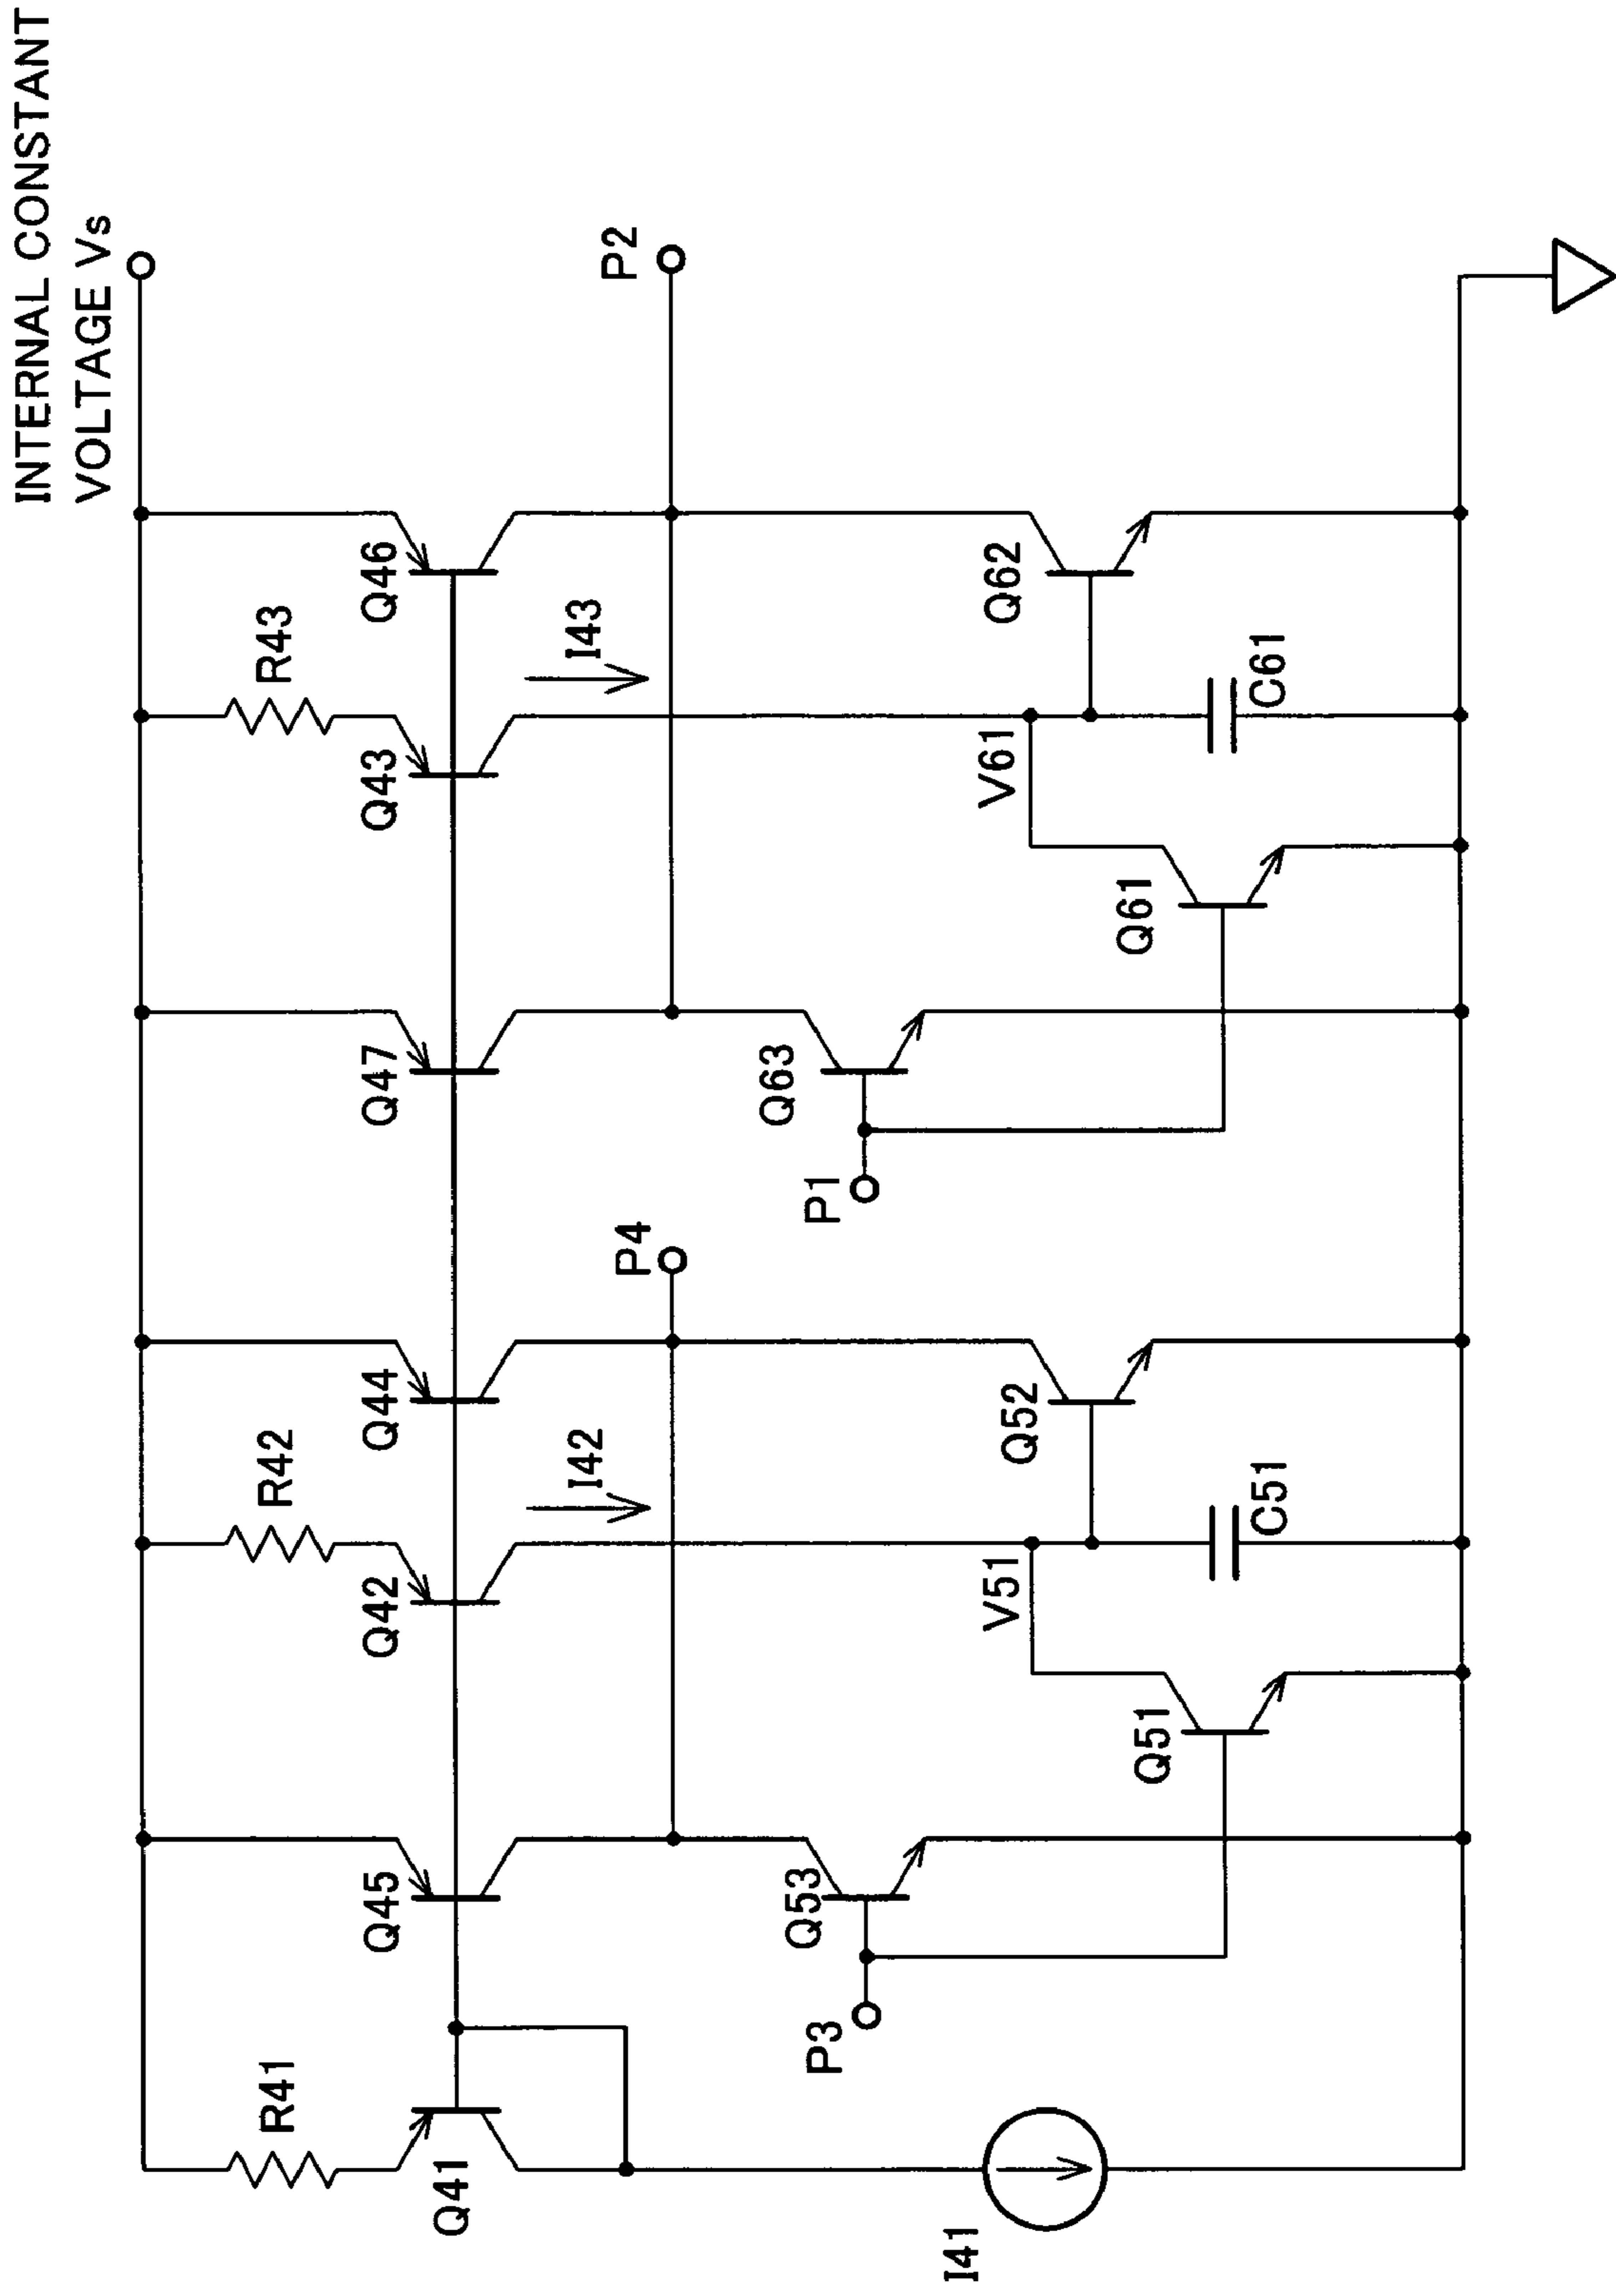 INTERNAL CONSTANT
VOLTAGE Vs
R41
R42
R43
Q41
Q45
Q42
Q44
Q47
Q43
Q46
I42
I43
P4
P2
P3
Q53
P1
Q63
V51
Q52
V61
Q62
I41
Q51
C51
Q61
C61